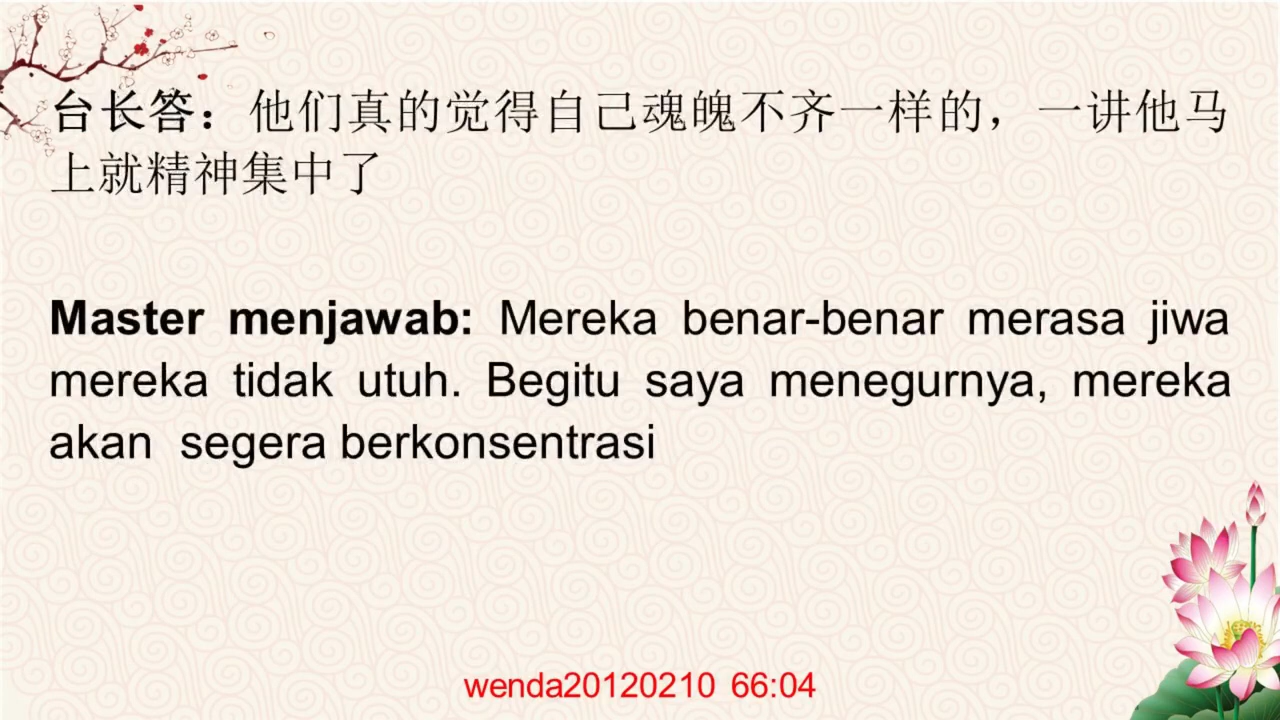 台长答：他们真的觉得自己魂魄不齐一样的，一讲他马
上就精神集中了
Master menjawab: Mereka benar-benar merasa jiwa
mereka tidak utuh. Begitu saya menegurnya, mereka
akan segera berkonsentrasi
wenda20120210 66:04